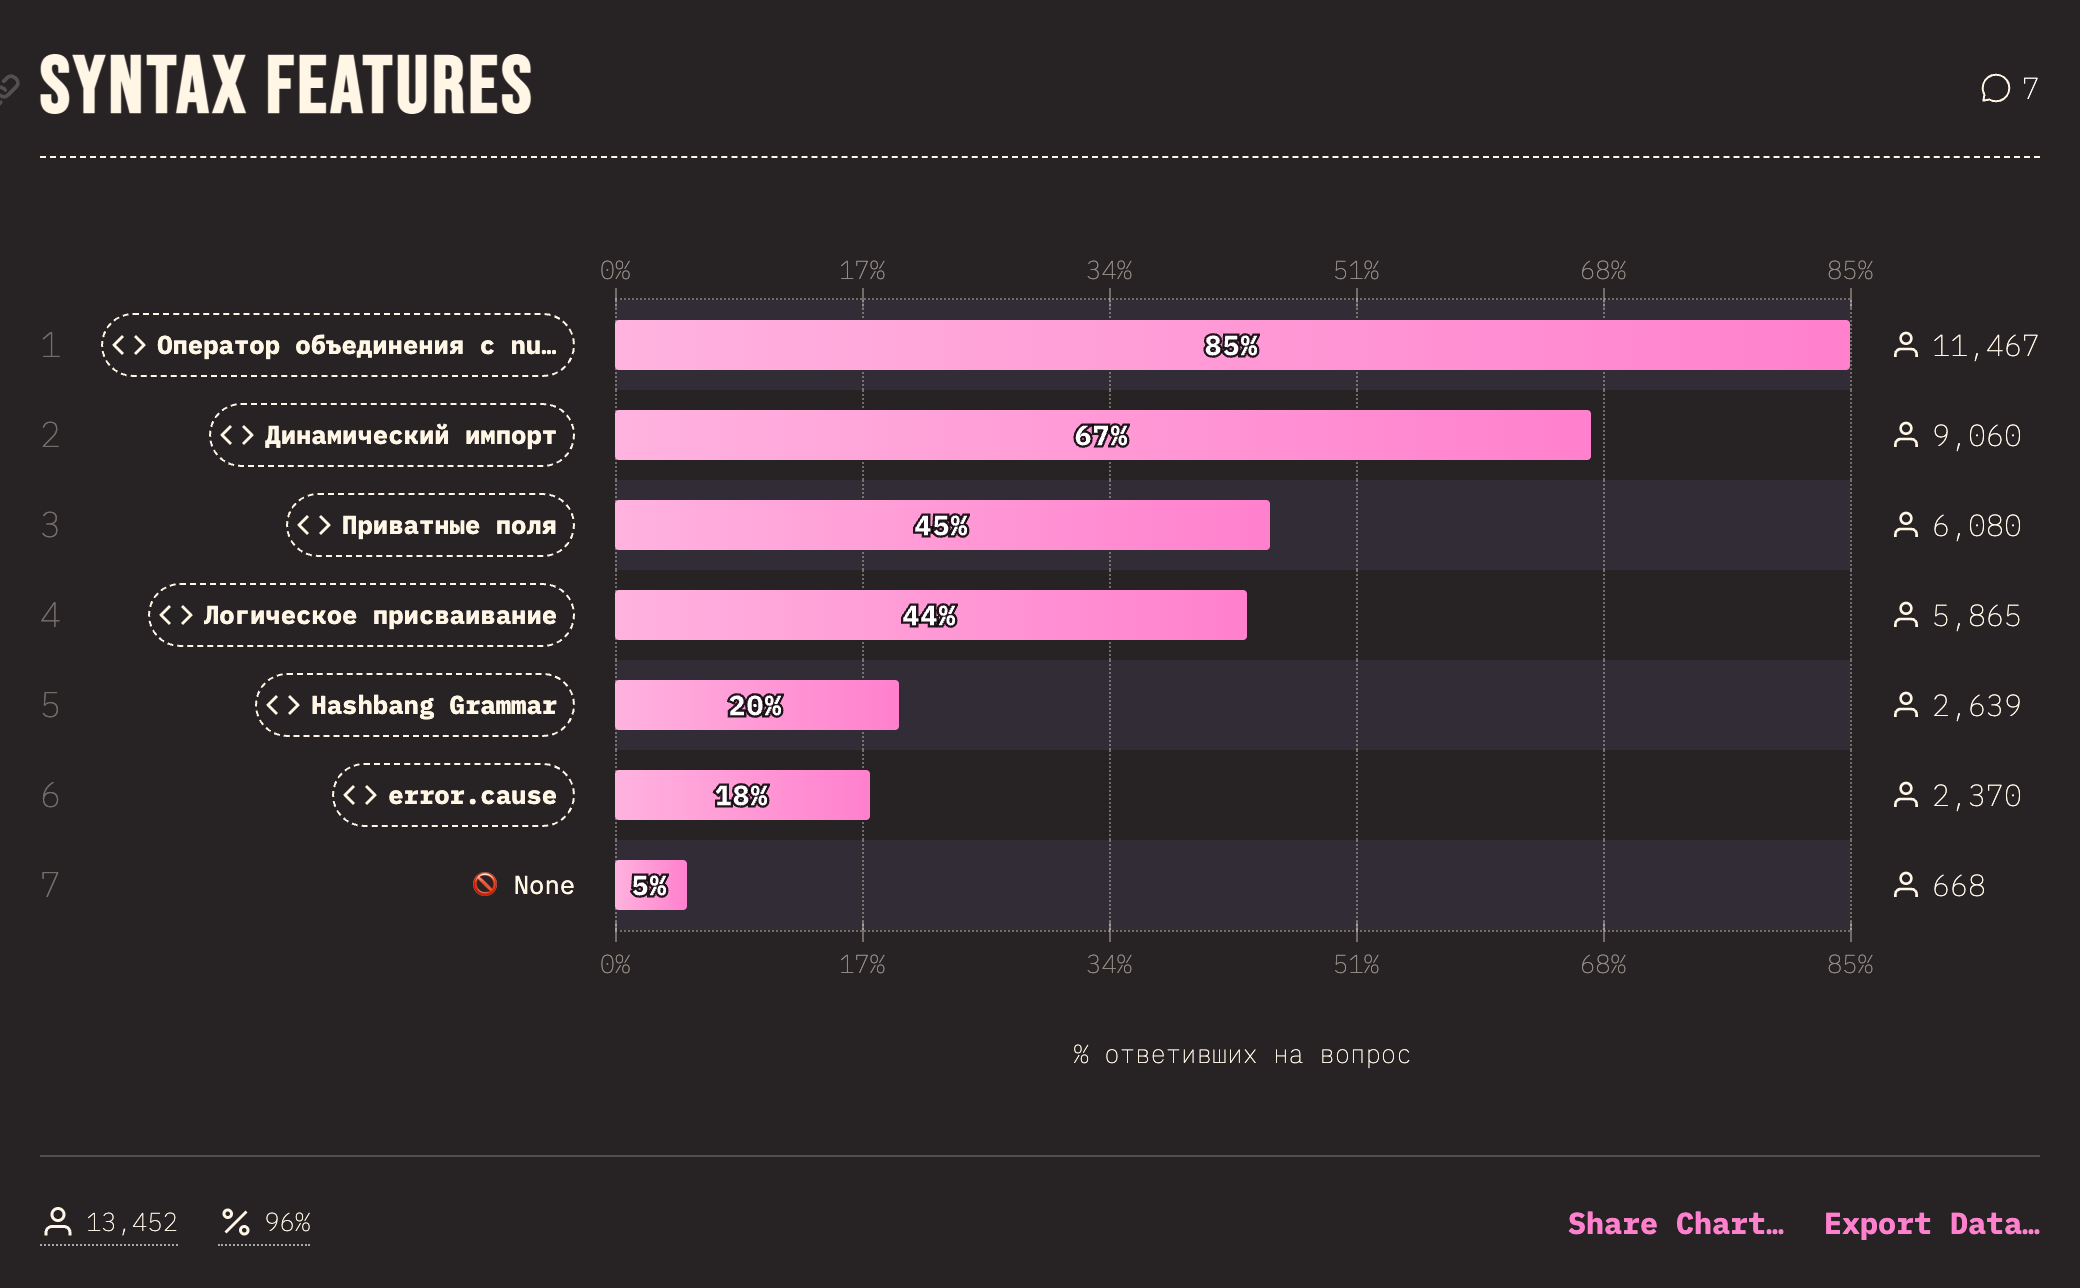 SYNTAX FEATURES
7
0% 17% 34% 51% 68% 85%
1 <> Оператор объединения с nu… 85% 11,467
2 <> Динамический импорт 67% 9,060
3 <> Приватные поля 45% 6,080
4 <> Логическое присваивание 44% 5,865
5 <> Hashbang Grammar 20% 2,639
6 <> error.cause 18% 2,370
7 🚫 None 5% 668
0% 17% 34% 51% 68% 85%
% ответивших на вопрос
13,452 % 96% Share Chart… Export Data…